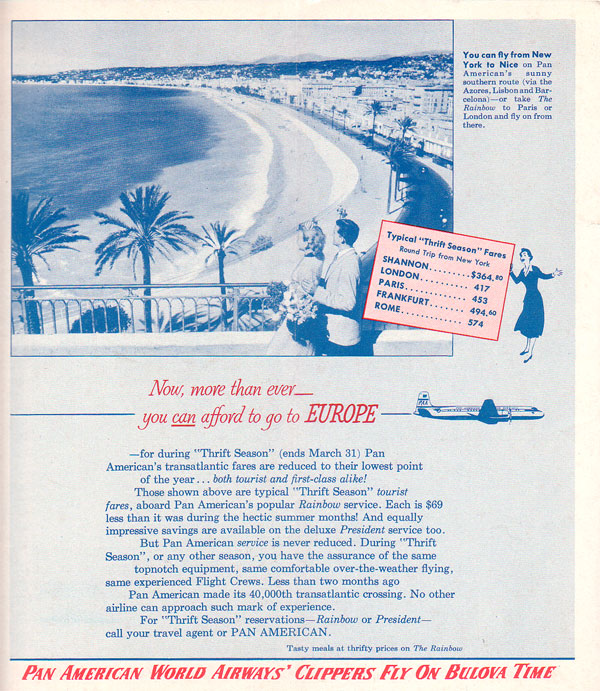 You can fly from New
York to Nice on Pan
American's sunny
southern route (via the
Azores, Lisbon and Bar-
celona)—or take The
Rainbow to Paris or
London and fly on from
there.
Typical "Thrift Season" Fares
Round Trip from New York
SHANNON........$364.80
LONDON.......... 417
PARIS............. 453
FRANKFURT...... 494.60
ROME............ 574
Now, more than ever—
you can afford to go to EUROPE—
PAA
—for during "Thrift Season" (ends March 31) Pan
American's transatlantic fares are reduced to their lowest point
of the year... both tourist and first-class alike!
Those shown above are typical "Thrift Season" tourist
fares, aboard Pan American's popular Rainbow service. Each is $69
less than it was during the hectic summer months! And equally
impressive savings are available on the deluxe President service too.
But Pan American service is never reduced. During "Thrift
Season", or any other season, you have the assurance of the same
topnotch equipment, same comfortable over-the-weather flying,
same experienced Flight Crews. Less than two months ago
Pan American made its 40,000th transatlantic crossing. No other
airline can approach such mark of experience.
For "Thrift Season" reservations—Rainbow or President—
call your travel agent or PAN AMERICAN.
Tasty meals at thrifty prices on The Rainbow
PAN AMERICAN WORLD AIRWAYS' CLIPPERS FLY ON BULOVA TIME